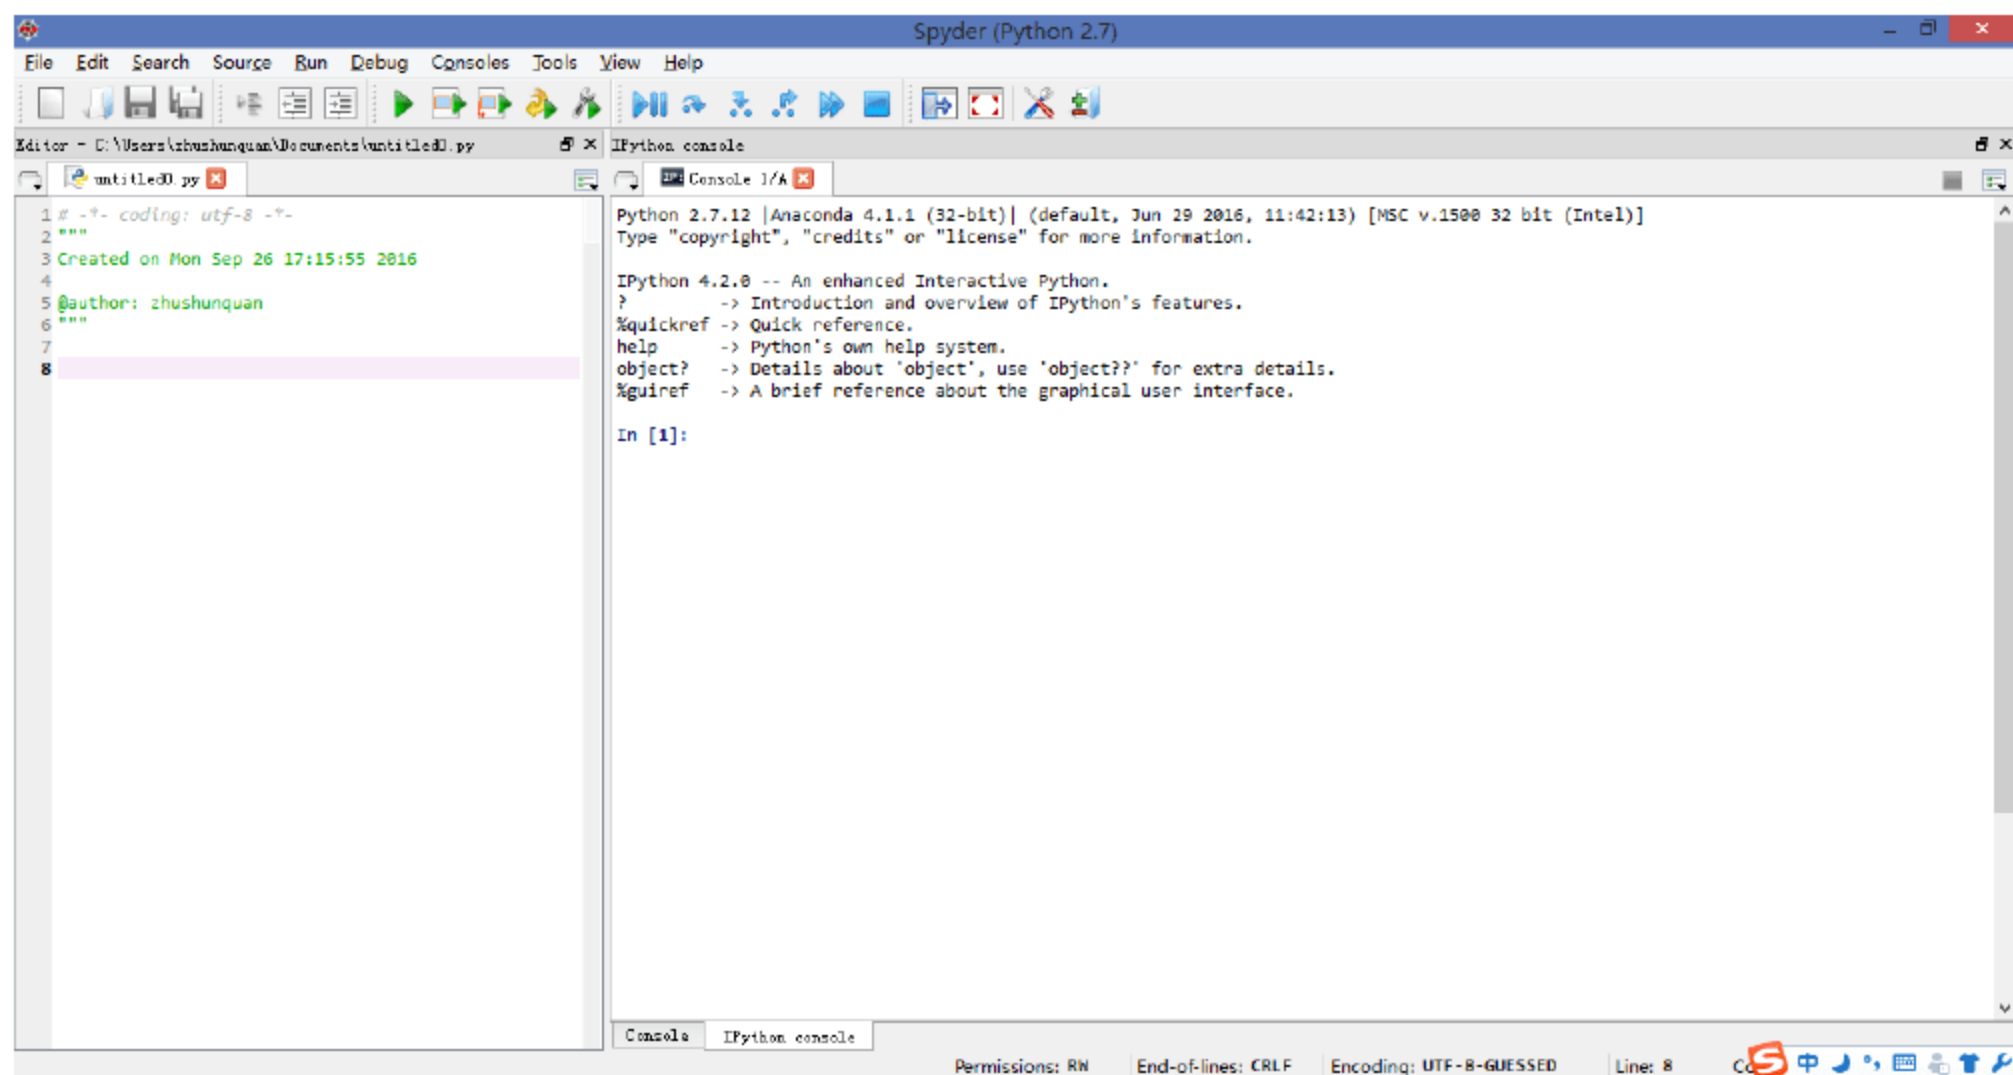 Spyder (Python 2.7)
File Edit Search Source Run Debug Consoles Tools View Help
Editor - C:\Users\zhushunquan\Documents\untitled0.py
IPython console
untitled0.py
Console 1/A
1 # -*- coding: utf-8 -*-
2 """
3 Created on Mon Sep 26 17:15:55 2016
4
5 @author: zhushunquan
6 """
7
8
Python 2.7.12 |Anaconda 4.1.1 (32-bit)| (default, Jun 29 2016, 11:42:13) [MSC v.1500 32 bit (Intel)]
Type "copyright", "credits" or "license" for more information.
IPython 4.2.0 -- An enhanced Interactive Python.
? -> Introduction and overview of IPython's features.
%quickref -> Quick reference.
help -> Python's own help system.
object? -> Details about 'object', use 'object??' for extra details.
%guiref -> A brief reference about the graphical user interface.
In [1]:
Console IPython console
Permissions: RW End-of-lines: CRLF Encoding: UTF-8-GUESSED Line: 8
中